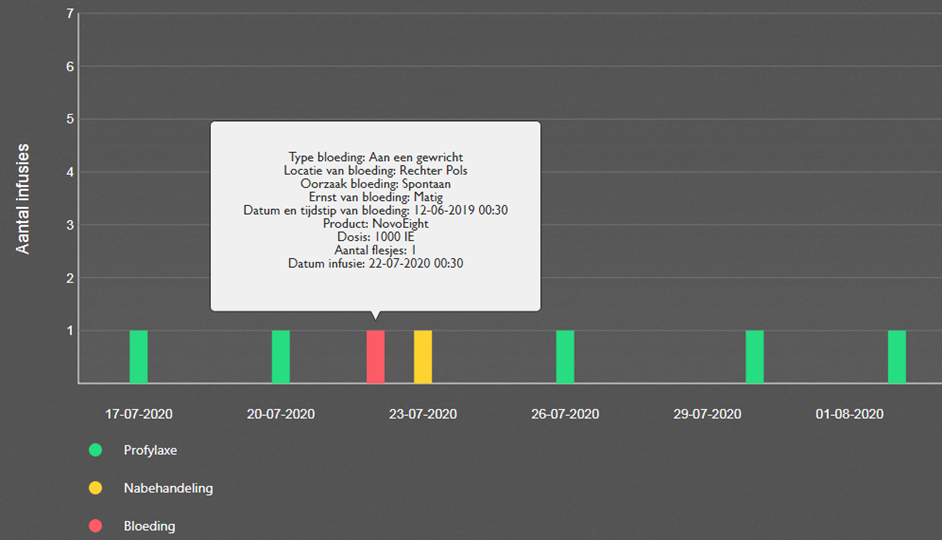 7
6
5
4
3
2
1
Aantal infusies
Type bloeding: Aan een gewricht
Locatie van bloeding: Rechter Pols
Oorzaak bloeding: Spontaan
Ernst van bloeding: Matig
Datum en tijdstip van bloeding: 12-06-2019 00:30
Product: NovoEight
Dosis: 1000 IE
Aantal flesjes: 1
Datum infusie: 22-07-2020 00:30
17-07-2020 20-07-2020 23-07-2020 26-07-2020 29-07-2020 01-08-2020
Profylaxe
Nabehandeling
Bloeding